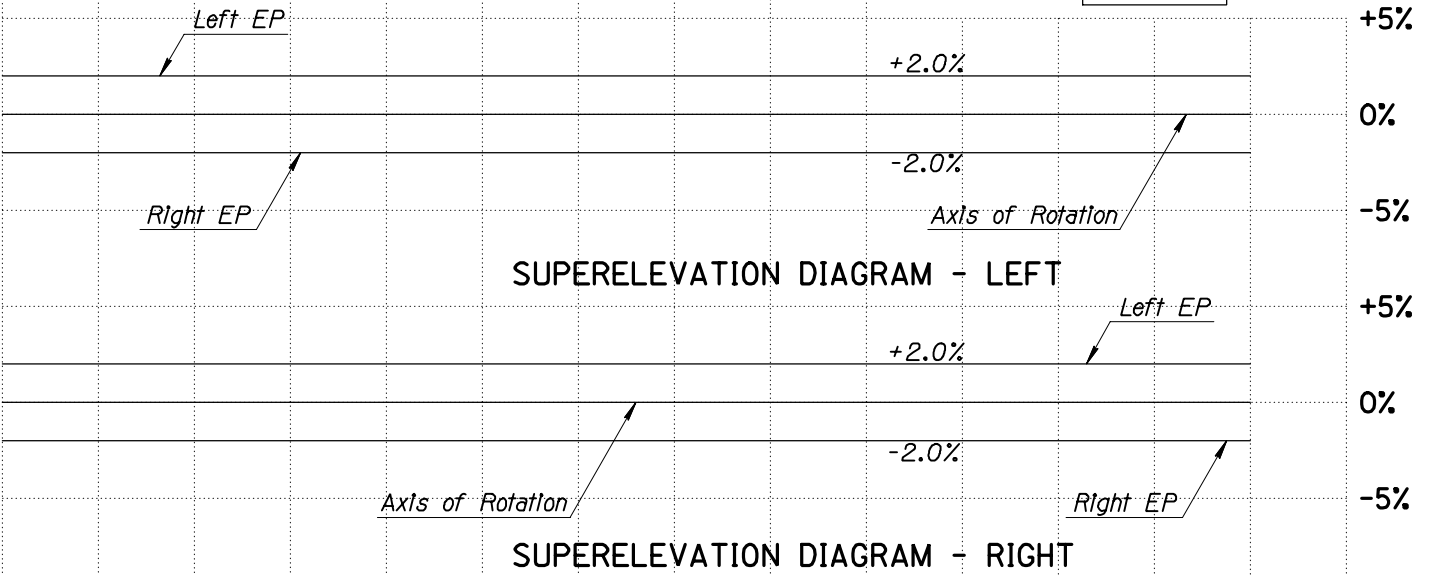 Left EP
+5%
+2.0%
0%
-2.0%
Right EP
Axis of Rotation
-5%
SUPERELEVATION DIAGRAM - LEFT
+5%
Left EP
+2.0%
0%
-2.0%
Axis of Rotation
Right EP
-5%
SUPERELEVATION DIAGRAM - RIGHT